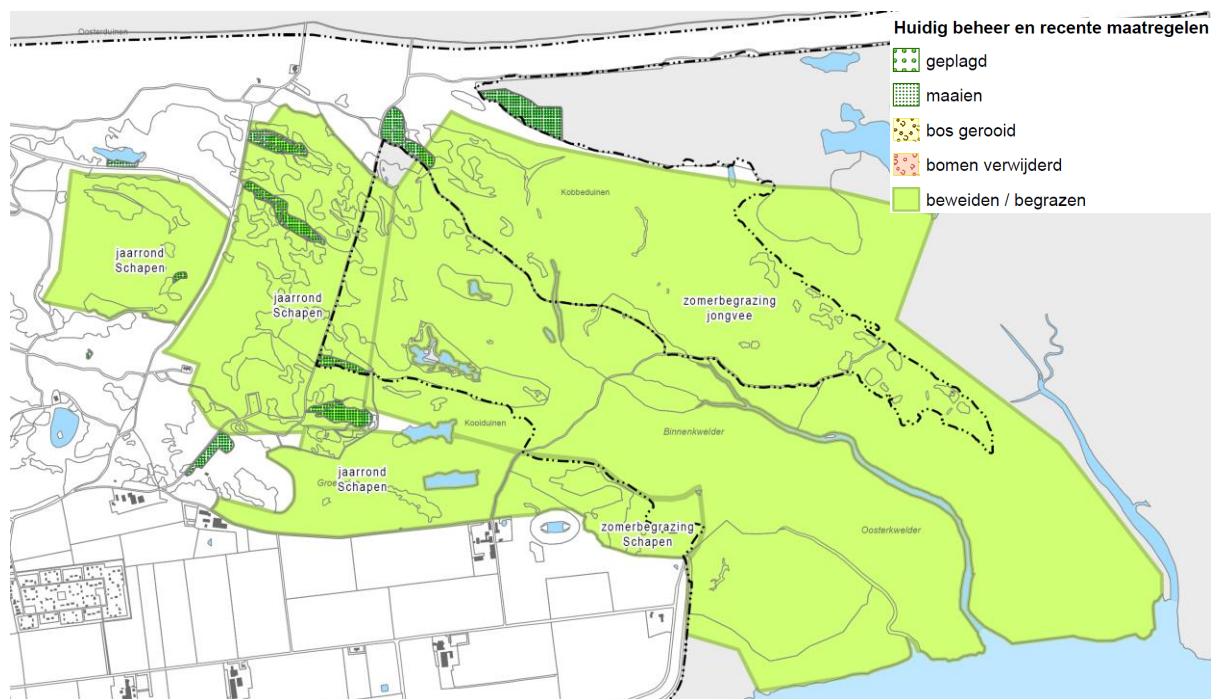 Huidig beheer en recente maatregelen
geplagd
maaien
bos gerooid
bomen verwijderd
beweiden / begrazen
Oosterduinen
Kobbeduinen
jaarrond
Schapen
jaarrond
Schapen
zomerbegrazing
jongvee
Kooiduinen
Binnenkwelder
jaarrond
Schapen
zomerbegrazing
Schapen
Oosterkwelder